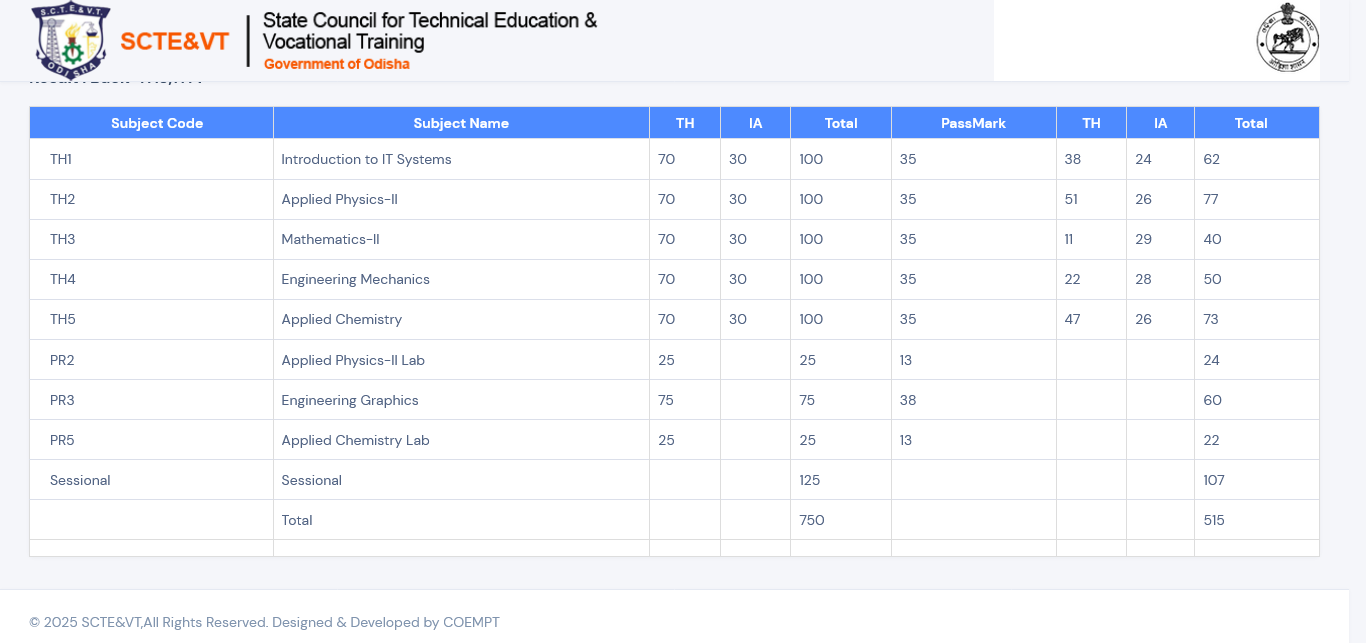 S.C.T.E.& V.T.
ODISHA
SCTE&VT
State Council for Technical Education &
Vocational Training
Government of Odisha
Subject Code Subject Name TH IA Total PassMark TH IA Total
TH1 Introduction to IT Systems 70 30 100 35 38 24 62
TH2 Applied Physics-II 70 30 100 35 51 26 77
TH3 Mathematics-II 70 30 100 35 11 29 40
TH4 Engineering Mechanics 70 30 100 35 22 28 50
TH5 Applied Chemistry 70 30 100 35 47 26 73
PR2 Applied Physics-II Lab 25 25 13 24
PR3 Engineering Graphics 75 75 38 60
PR5 Applied Chemistry Lab 25 25 13 22
Sessional Sessional 125 107
Total 750 515
© 2025 SCTE&VT,All Rights Reserved. Designed & Developed by COEMPT